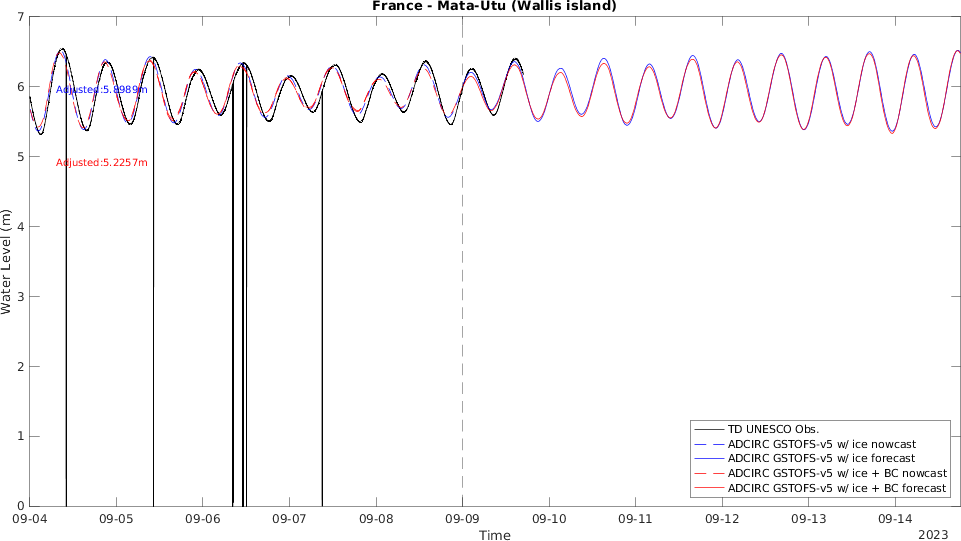 France - Mata-Utu (Wallis island)
7
6
5
4
3
2
1
0
Water Level (m)
Adjusted:5.8989m
Adjusted:5.2257m
TD UNESCO Obs.
ADCIRC GSTOFS-v5 w/ ice nowcast
ADCIRC GSTOFS-v5 w/ ice forecast
ADCIRC GSTOFS-v5 w/ ice + BC nowcast
ADCIRC GSTOFS-v5 w/ ice + BC forecast
09-04 09-05 09-06 09-07 09-08 09-09 09-10 09-11 09-12 09-13 09-14
Time
2023